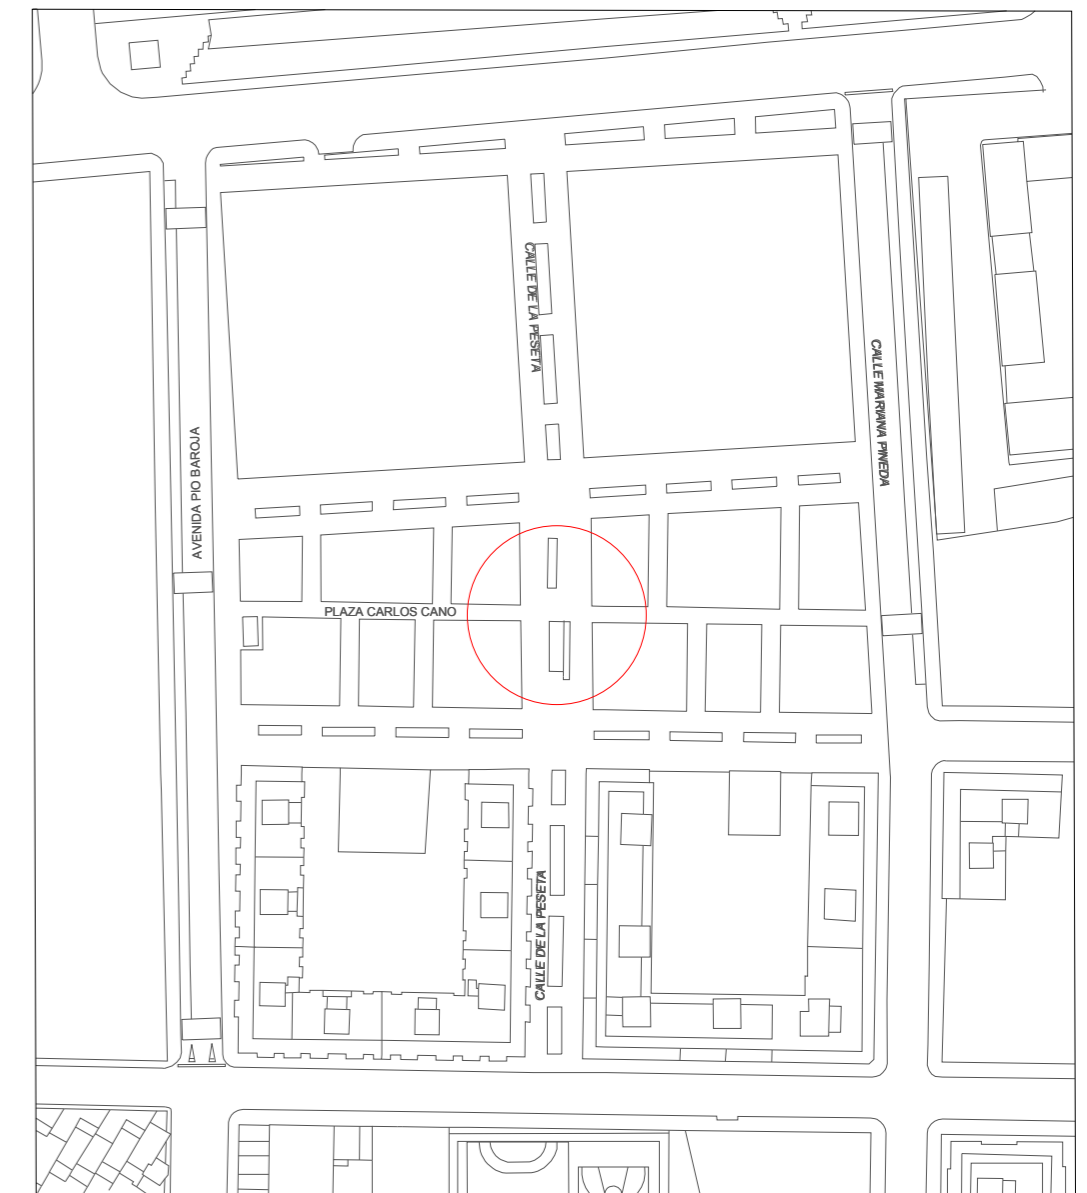 CALLE DE LA PESETA
CALLE MARIANA PINEDA
AVENIDA PIO BAROJA
PLAZA CARLOS CANO
CALLE DE LA PESETA